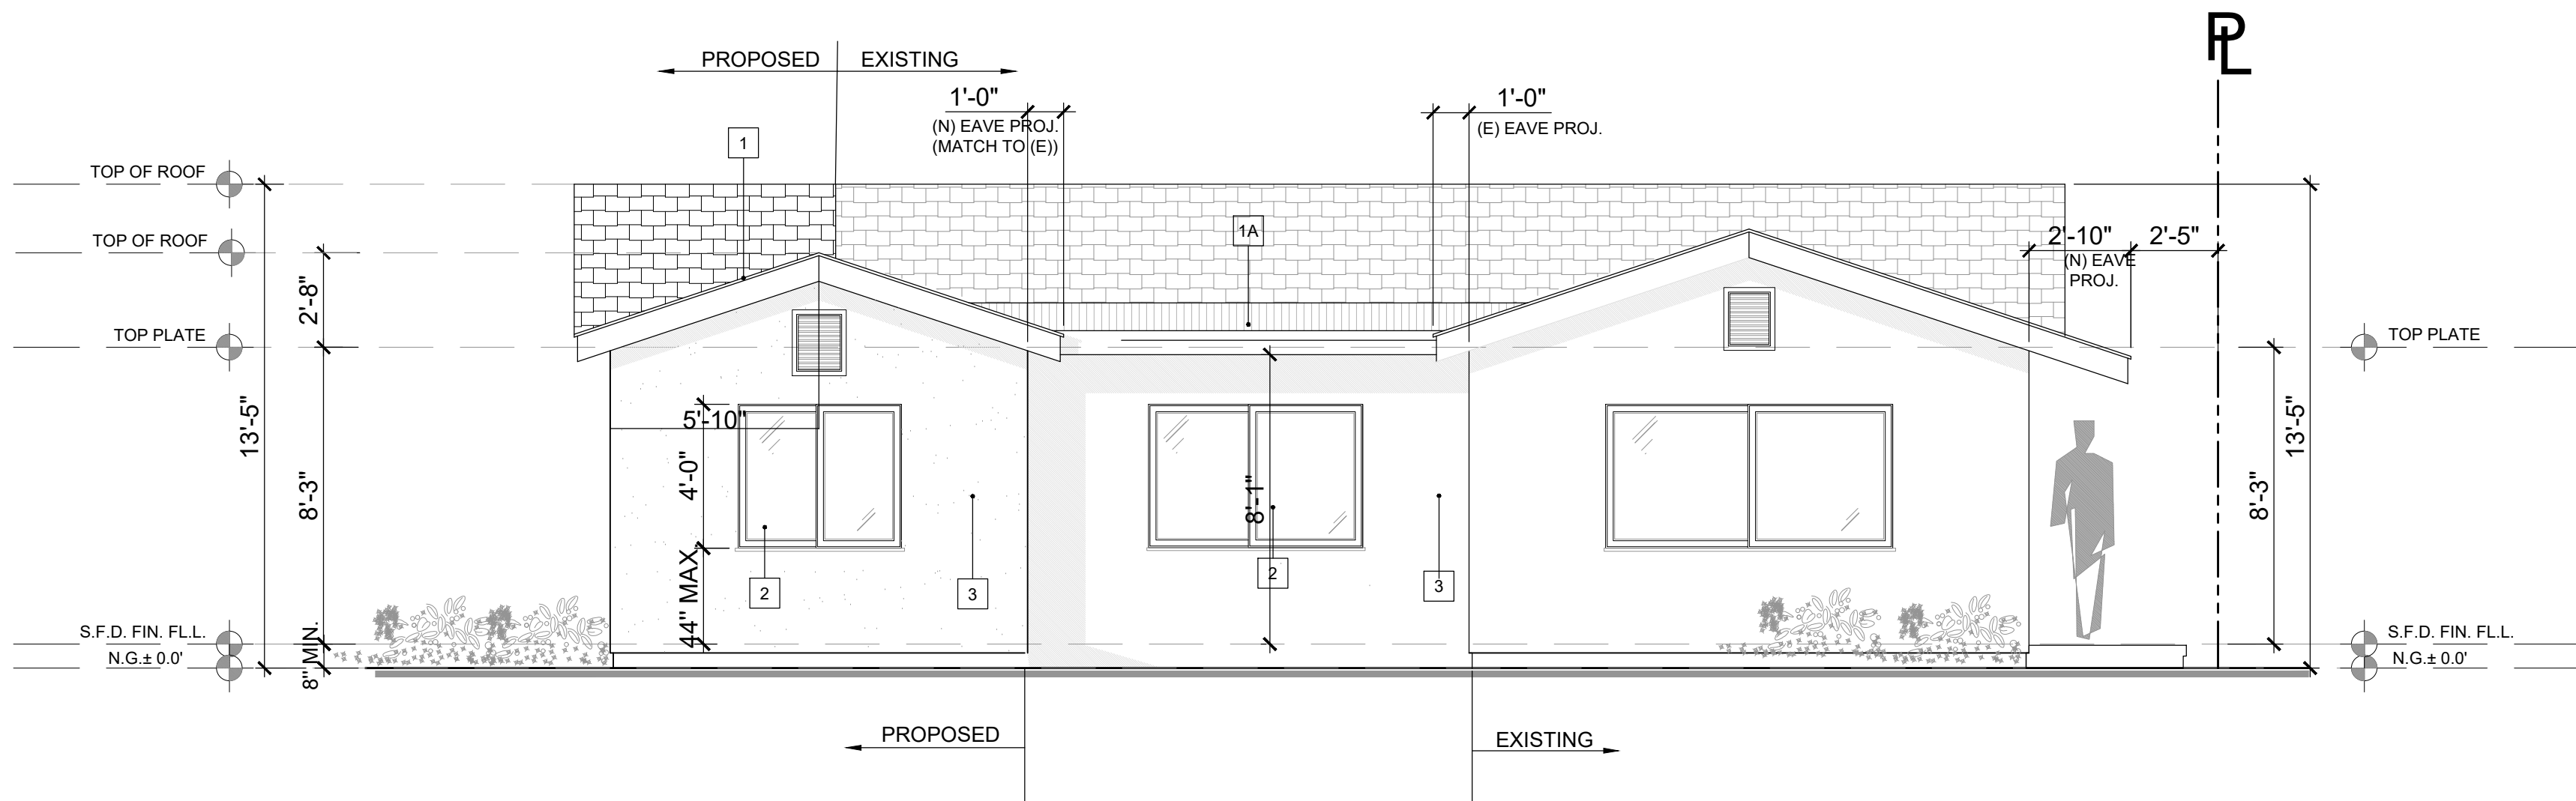 PL
PROPOSED
EXISTING
1'-0"
(N) EAVE PROJ.
(MATCH TO (E))
1'-0"
(E) EAVE PROJ.
1
TOP OF ROOF
TOP OF ROOF
1A
2'-10"
2'-5"
(N) EAVE
PROJ.
2'-8"
TOP PLATE
TOP PLATE
13'-5"
5'-10"
13'-5"
8'-3"
4'-0"
8'-1"
8'-3"
44" MAX.
2
3
2
3
S.F.D. FIN. FL.L.
N.G.± 0.0'
8" MIN.
S.F.D. FIN. FL.L.
N.G.± 0.0'
PROPOSED
EXISTING